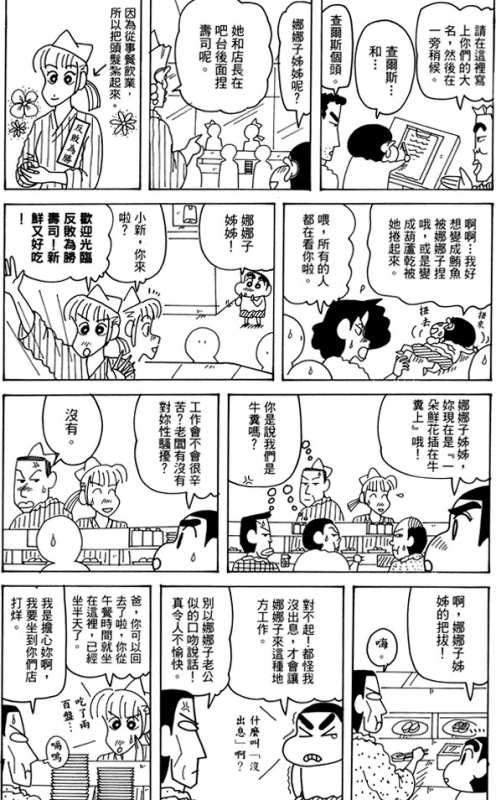 請在這裡寫
上你們的大
名，然後在
一旁稍候。
查爾斯…
和…
查爾斯個頭。
娜娜子姊姊呢？
她和店長在
吧台後面捏
壽司呢。
因為從事餐飲業，
所以把頭髮紮起來。
反敗為勝
啊啊…我好
想變成鮪魚
被娜娜子捏
哦，或是變
成葫蘆乾被
她捲起來。
扭來
扭去
喂，所有的人
都在看你啦。
娜娜子
姊姊！
小新，你來
啦？
歡迎光臨
反敗為勝
壽司！新
鮮又好吃
！
娜娜子姊姊，
妳現在是『一
朵鮮花插在牛
糞上』哦！
你是說我們是
牛糞嗎？
工作會不會很辛
苦？老闆有沒有
對妳性騷擾？
沒有。
啊，娜娜子姊
姊的把拔！
嗨。
對不起！都怪我
沒出息，才會讓
娜娜子來這種地
方工作。
什麼叫「沒
出息」啊？
別以娜娜子老公
似的口吻說話！
真令人不愉快。
爸，你可以回
去了啦，你從
午餐時間就坐
在這裡，已經
坐半天了。
吃了兩
百盤…
嗝
嗚
我是擔心妳啊，
我要坐到你們店
打烊。